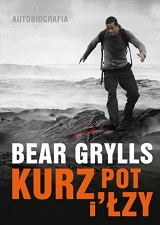 AUTOBIOGRAFIA
BEAR GRYLLS
KURZ, POT
i ŁZY